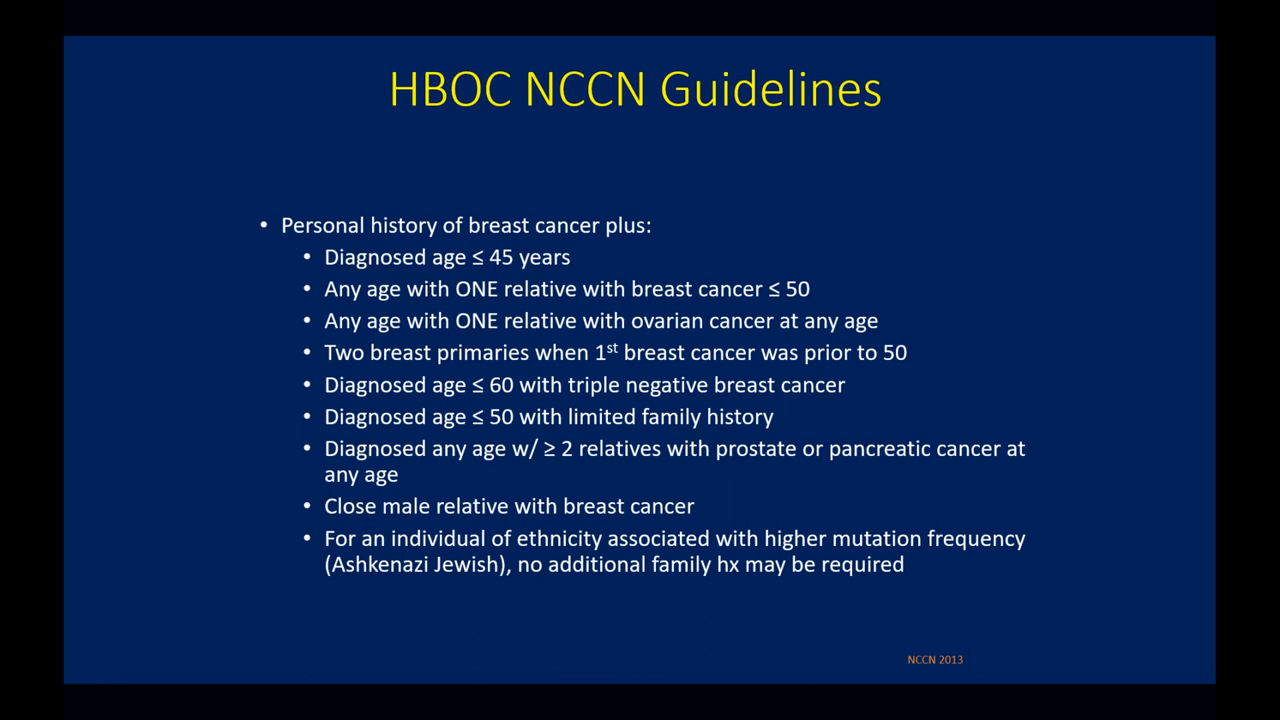 HBOC NCCN Guidelines
• Personal history of breast cancer plus:
• Diagnosed age ≤ 45 years
• Any age with ONE relative with breast cancer ≤ 50
• Any age with ONE relative with ovarian cancer at any age
• Two breast primaries when 1st breast cancer was prior to 50
• Diagnosed age ≤ 60 with triple negative breast cancer
• Diagnosed age ≤ 50 with limited family history
• Diagnosed any age w/ ≥ 2 relatives with prostate or pancreatic cancer at
any age
• Close male relative with breast cancer
• For an individual of ethnicity associated with higher mutation frequency
(Ashkenazi Jewish), no additional family hx may be required
NCCN 2013